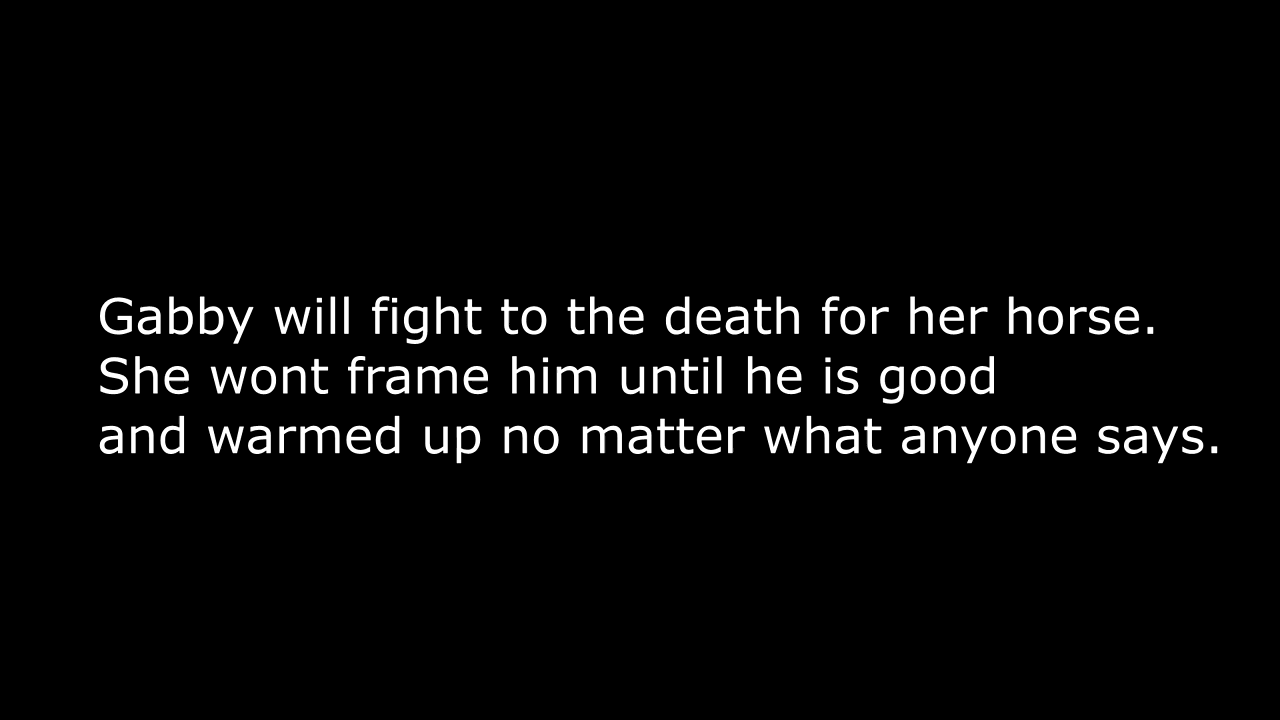 Gabby will fight to the death for her horse.
She wont frame him until he is good
and warmed up no matter what anyone says.